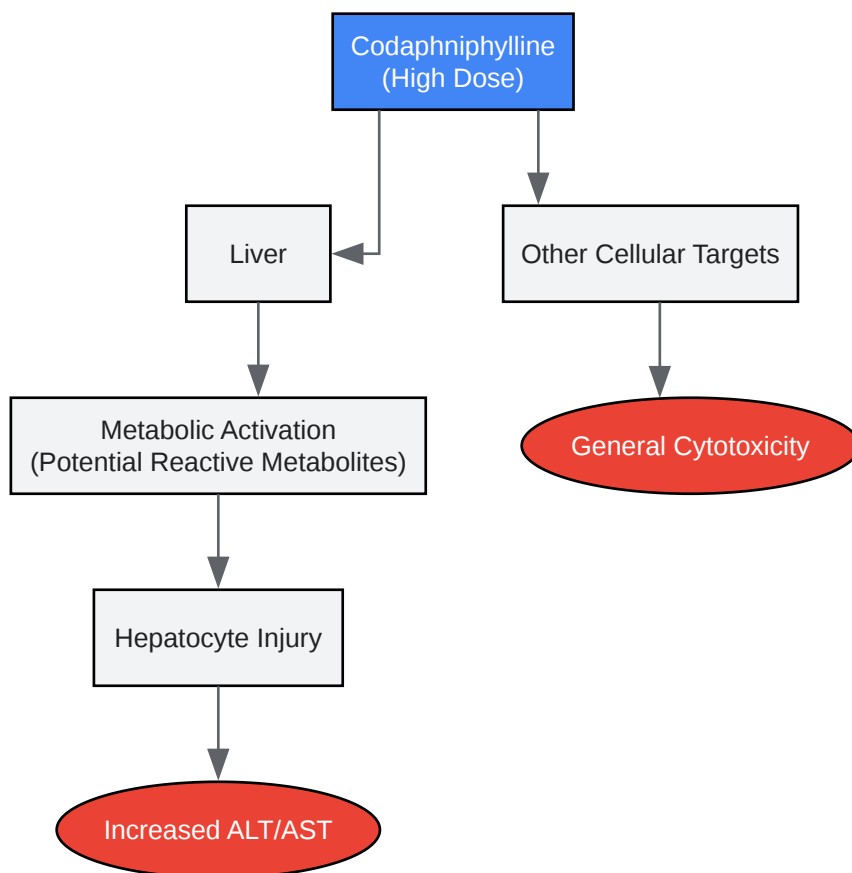 Codaphniphylline
(High Dose)
Liver
Other Cellular Targets
Metabolic Activation
(Potential Reactive Metabolites)
General Cytotoxicity
Hepatocyte Injury
Increased ALT/AST